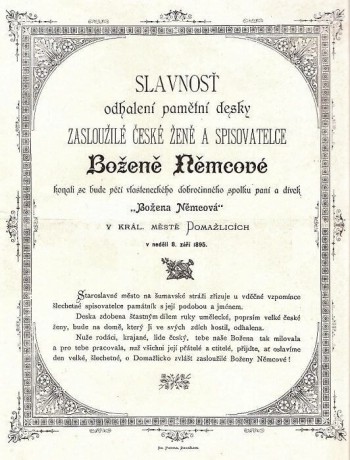 SLAVNOSŤ
odhalení pamětní desky
ZASLOUŽILÉ ČESKÉ ŽENĚ A SPISOVATELCE
Boženě Němcové
konati se bude péčí vlasteneckého dobročinného spolku paní a dívek
„Božena Němcová"
V KRÁL. MĚSTĚ DOMAŽLICÍCH
v neděli 8. září 1895.
Staroslavné město na šumavské stráži zřizuje u vděčné vzpomínce
šlechetné spisovatelce památník s její podobou a jménem.
Deska zdobena šťastným dílem ruky umělecké, poprsím velké české
ženy, bude na domě, který Ji ve svých zdích hostil, odhalena.
Nuže rodáci, krajané, lide český, tebe naše Božena tak milovala
a pro tebe pracovala, nuž všichni její přátelé a ctitelé, přijďte, ať oslavíme
den velké, šlechetné, o Domažlicko zvlášť zasloužilé Boženy Němcové!